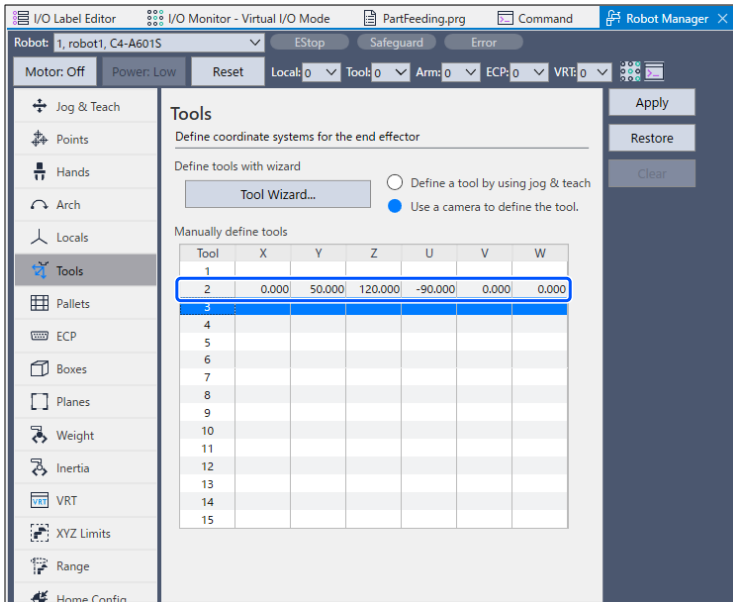 I/O Label Editor I/O Monitor - Virtual I/O Mode PartFeeding.prg Command Robot Manager
Robot: 1, robot1, C4-A601S EStop Safeguard Error
Motor: Off Power: Low Reset Local: 0 Tool: 0 Arm: 0 ECP: 0 VRT: 0
Jog & Teach
Points
Hands
Arch
Locals
Tools
Pallets
ECP
Boxes
Planes
Weight
Inertia
VRT VRT
XYZ Limits
Range
Home Config
Tools
Define coordinate systems for the end effector
Define tools with wizard
Tool Wizard...
Define a tool by using jog & teach
Use a camera to define the tool.
Manually define tools
Tool X Y Z U V W
1
2 0.000 50.000 120.000 -90.000 0.000 0.000
3
4
5
6
7
8
9
10
11
12
13
14
15
Apply
Restore
Clear